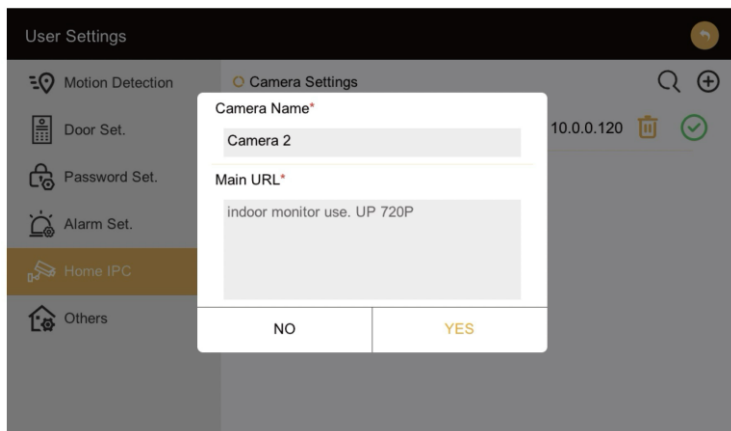 User Settings
Motion Detection
Camera Settings
Camera Name*
Door Set.
Camera 2
10.0.0.120
Password Set.
Main URL*
indoor monitor use. UP 720P
Alarm Set.
Home IPC
Others
NO
YES